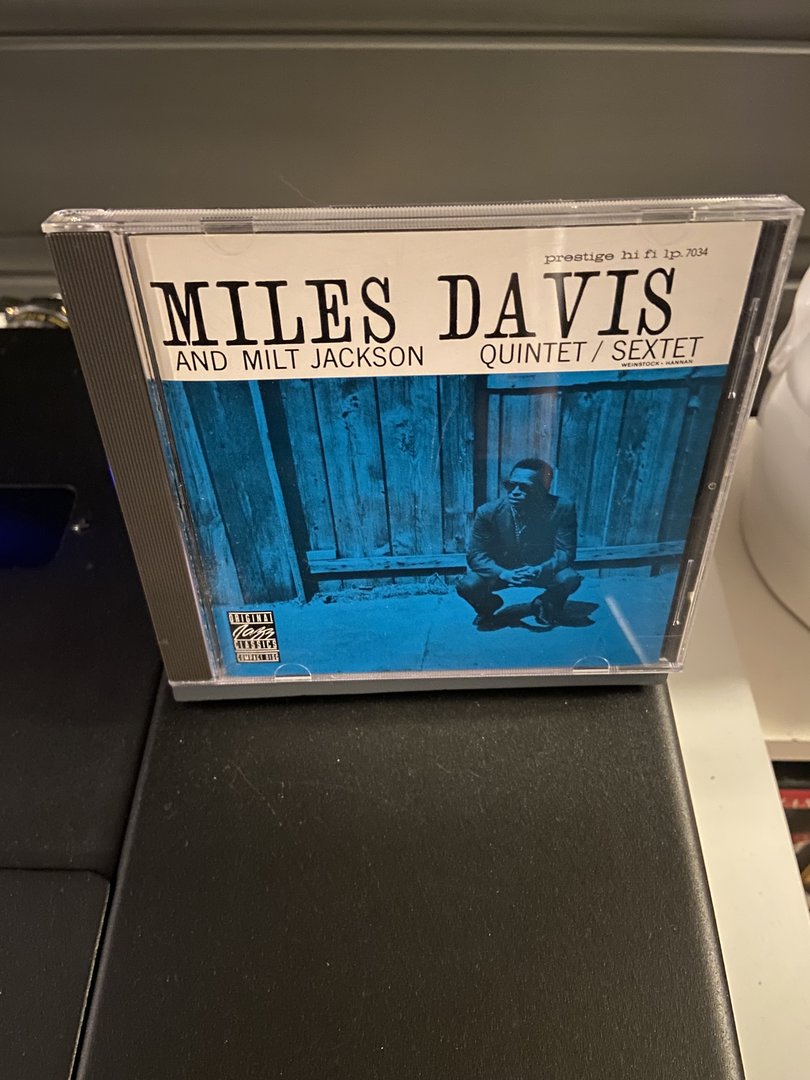 prestige hi fi lp. 7034
MILES DAVIS
AND MILT JACKSON QUINTET / SEXTET
WEINSTOCK • HANNAN
ORIGINAL
Jazz
CLASSICS
COMPACT DISC